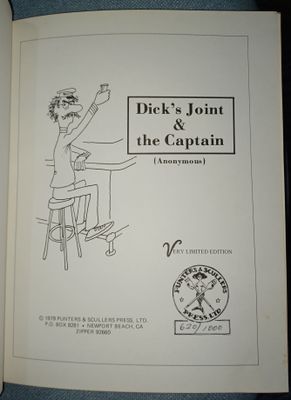 Dick's Joint
&
the Captain
(Anonymous)
VERY LIMITED EDITION
PUNTERS & SCULLERS
PRESS, LTD.
620/1000
© 1978 PUNTERS & SCULLERS PRESS, LTD.
P.O. BOX 8261 • NEWPORT BEACH, CA
ZIPPER 92660